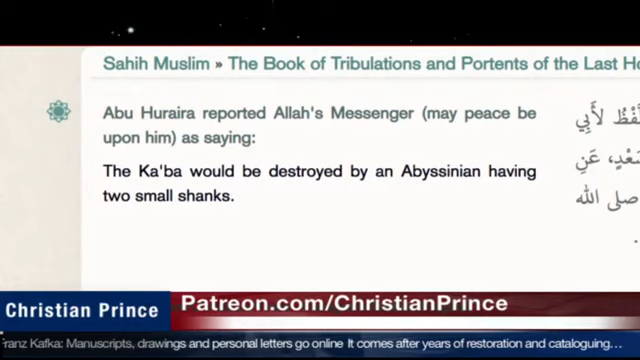 Sahih Muslim » The Book of Tribulations and Portents of the Last
Abu Huraira reported Allah's Messenger (may peace be
upon him) as saying:
The Ka'ba would be destroyed by an Abyssinian having
two small shanks.
لأَبِي
عَنِ
صلى الله
Christian Prince
Patreon.com/ChristianPrince
Franz Kafka: Manuscripts, drawings and personal letters go online It comes after years of restoration and cataloguing…